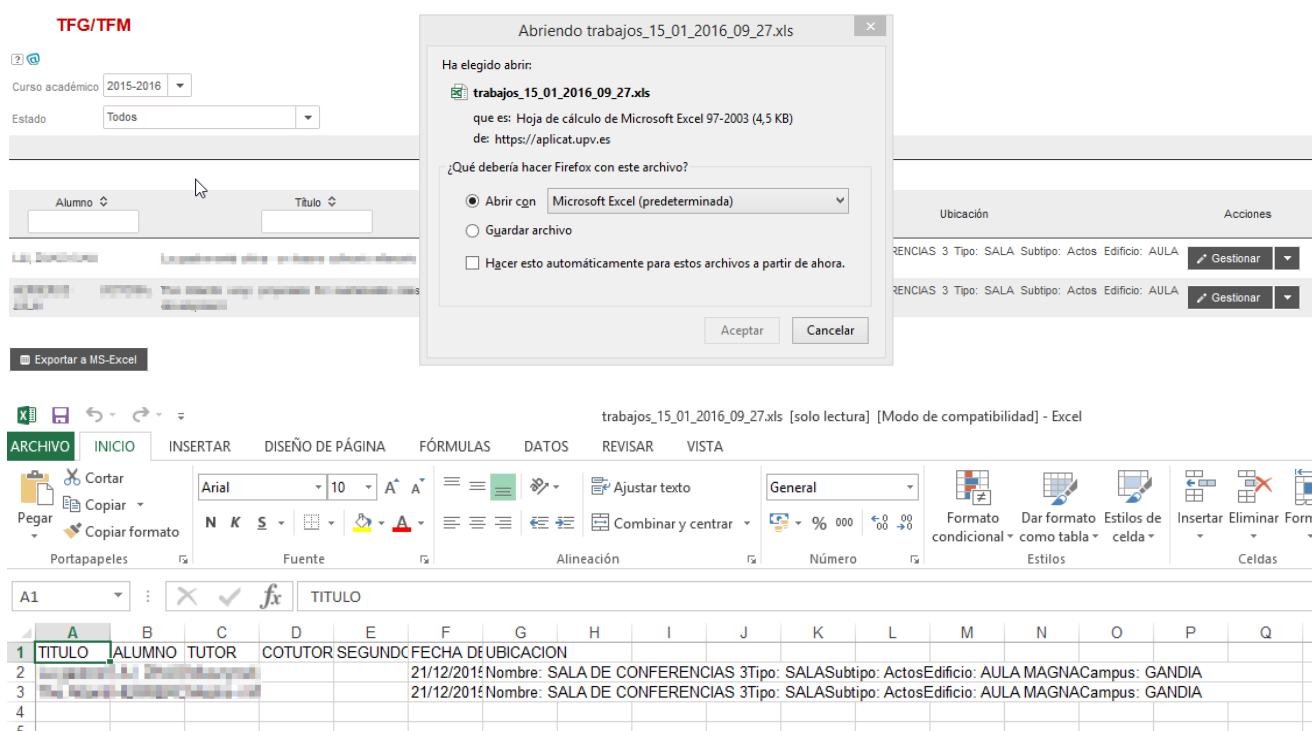 TFG/TFM
?
@
Curso académico 2015-2016
Estado Todos
Alumno Título Ubicación Acciones
RENCIAS 3 Tipo: SALA Subtipo: Actos Edificio: AULA Gestionar
RENCIAS 3 Tipo: SALA Subtipo: Actos Edificio: AULA Gestionar
Exportar a MS-Excel
Abriendo trabajos_15_01_2016_09_27.xls
Ha elegido abrir:
trabajos_15_01_2016_09_27.xls
que es: Hoja de cálculo de Microsoft Excel 97-2003 (4,5 KB)
de: https://aplicat.upv.es
¿Qué debería hacer Firefox con este archivo?
Abrir con Microsoft Excel (predeterminada)
Guardar archivo
Hacer esto automáticamente para estos archivos a partir de ahora.
Aceptar Cancelar
trabajos_15_01_2016_09_27.xls [solo lectura] [Modo de compatibilidad] - Excel
ARCHIVO INICIO INSERTAR DISEÑO DE PÁGINA FÓRMULAS DATOS REVISAR VISTA
Pegar
Cortar
Copiar
Copiar formato
Portapapeles
Arial 10 A A
N K S A
Fuente
Ajustar texto
Combinar y centrar
Alineación
General
% 000
Número
Formato condicional
Dar formato como tabla
Estilos de celda
Estilos
Insertar Eliminar Form
Celdas
A1 fx TITULO
A B C D E F G H I J K L M N O P Q
1 TITULO ALUMNO TUTOR COTUTOR SEGUNDO FECHA DE UBICACION
2 21/12/2015 Nombre: SALA DE CONFERENCIAS 3Tipo: SALASubtipo: ActosEdificio: AULA MAGNACampus: GANDIA
3 21/12/2015 Nombre: SALA DE CONFERENCIAS 3Tipo: SALASubtipo: ActosEdificio: AULA MAGNACampus: GANDIA
4
5